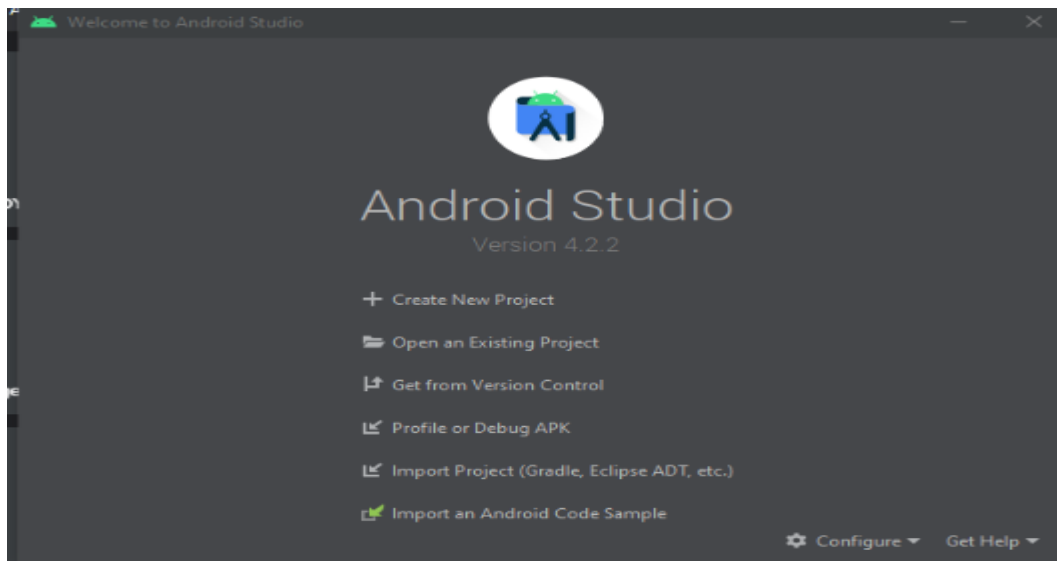 Welcome to Android Studio
Android Studio
Version 4.2.2
Create New Project
Open an Existing Project
Get from Version Control
Profile or Debug APK
Import Project (Gradle, Eclipse ADT, etc.)
Import an Android Code Sample
Configure
Get Help